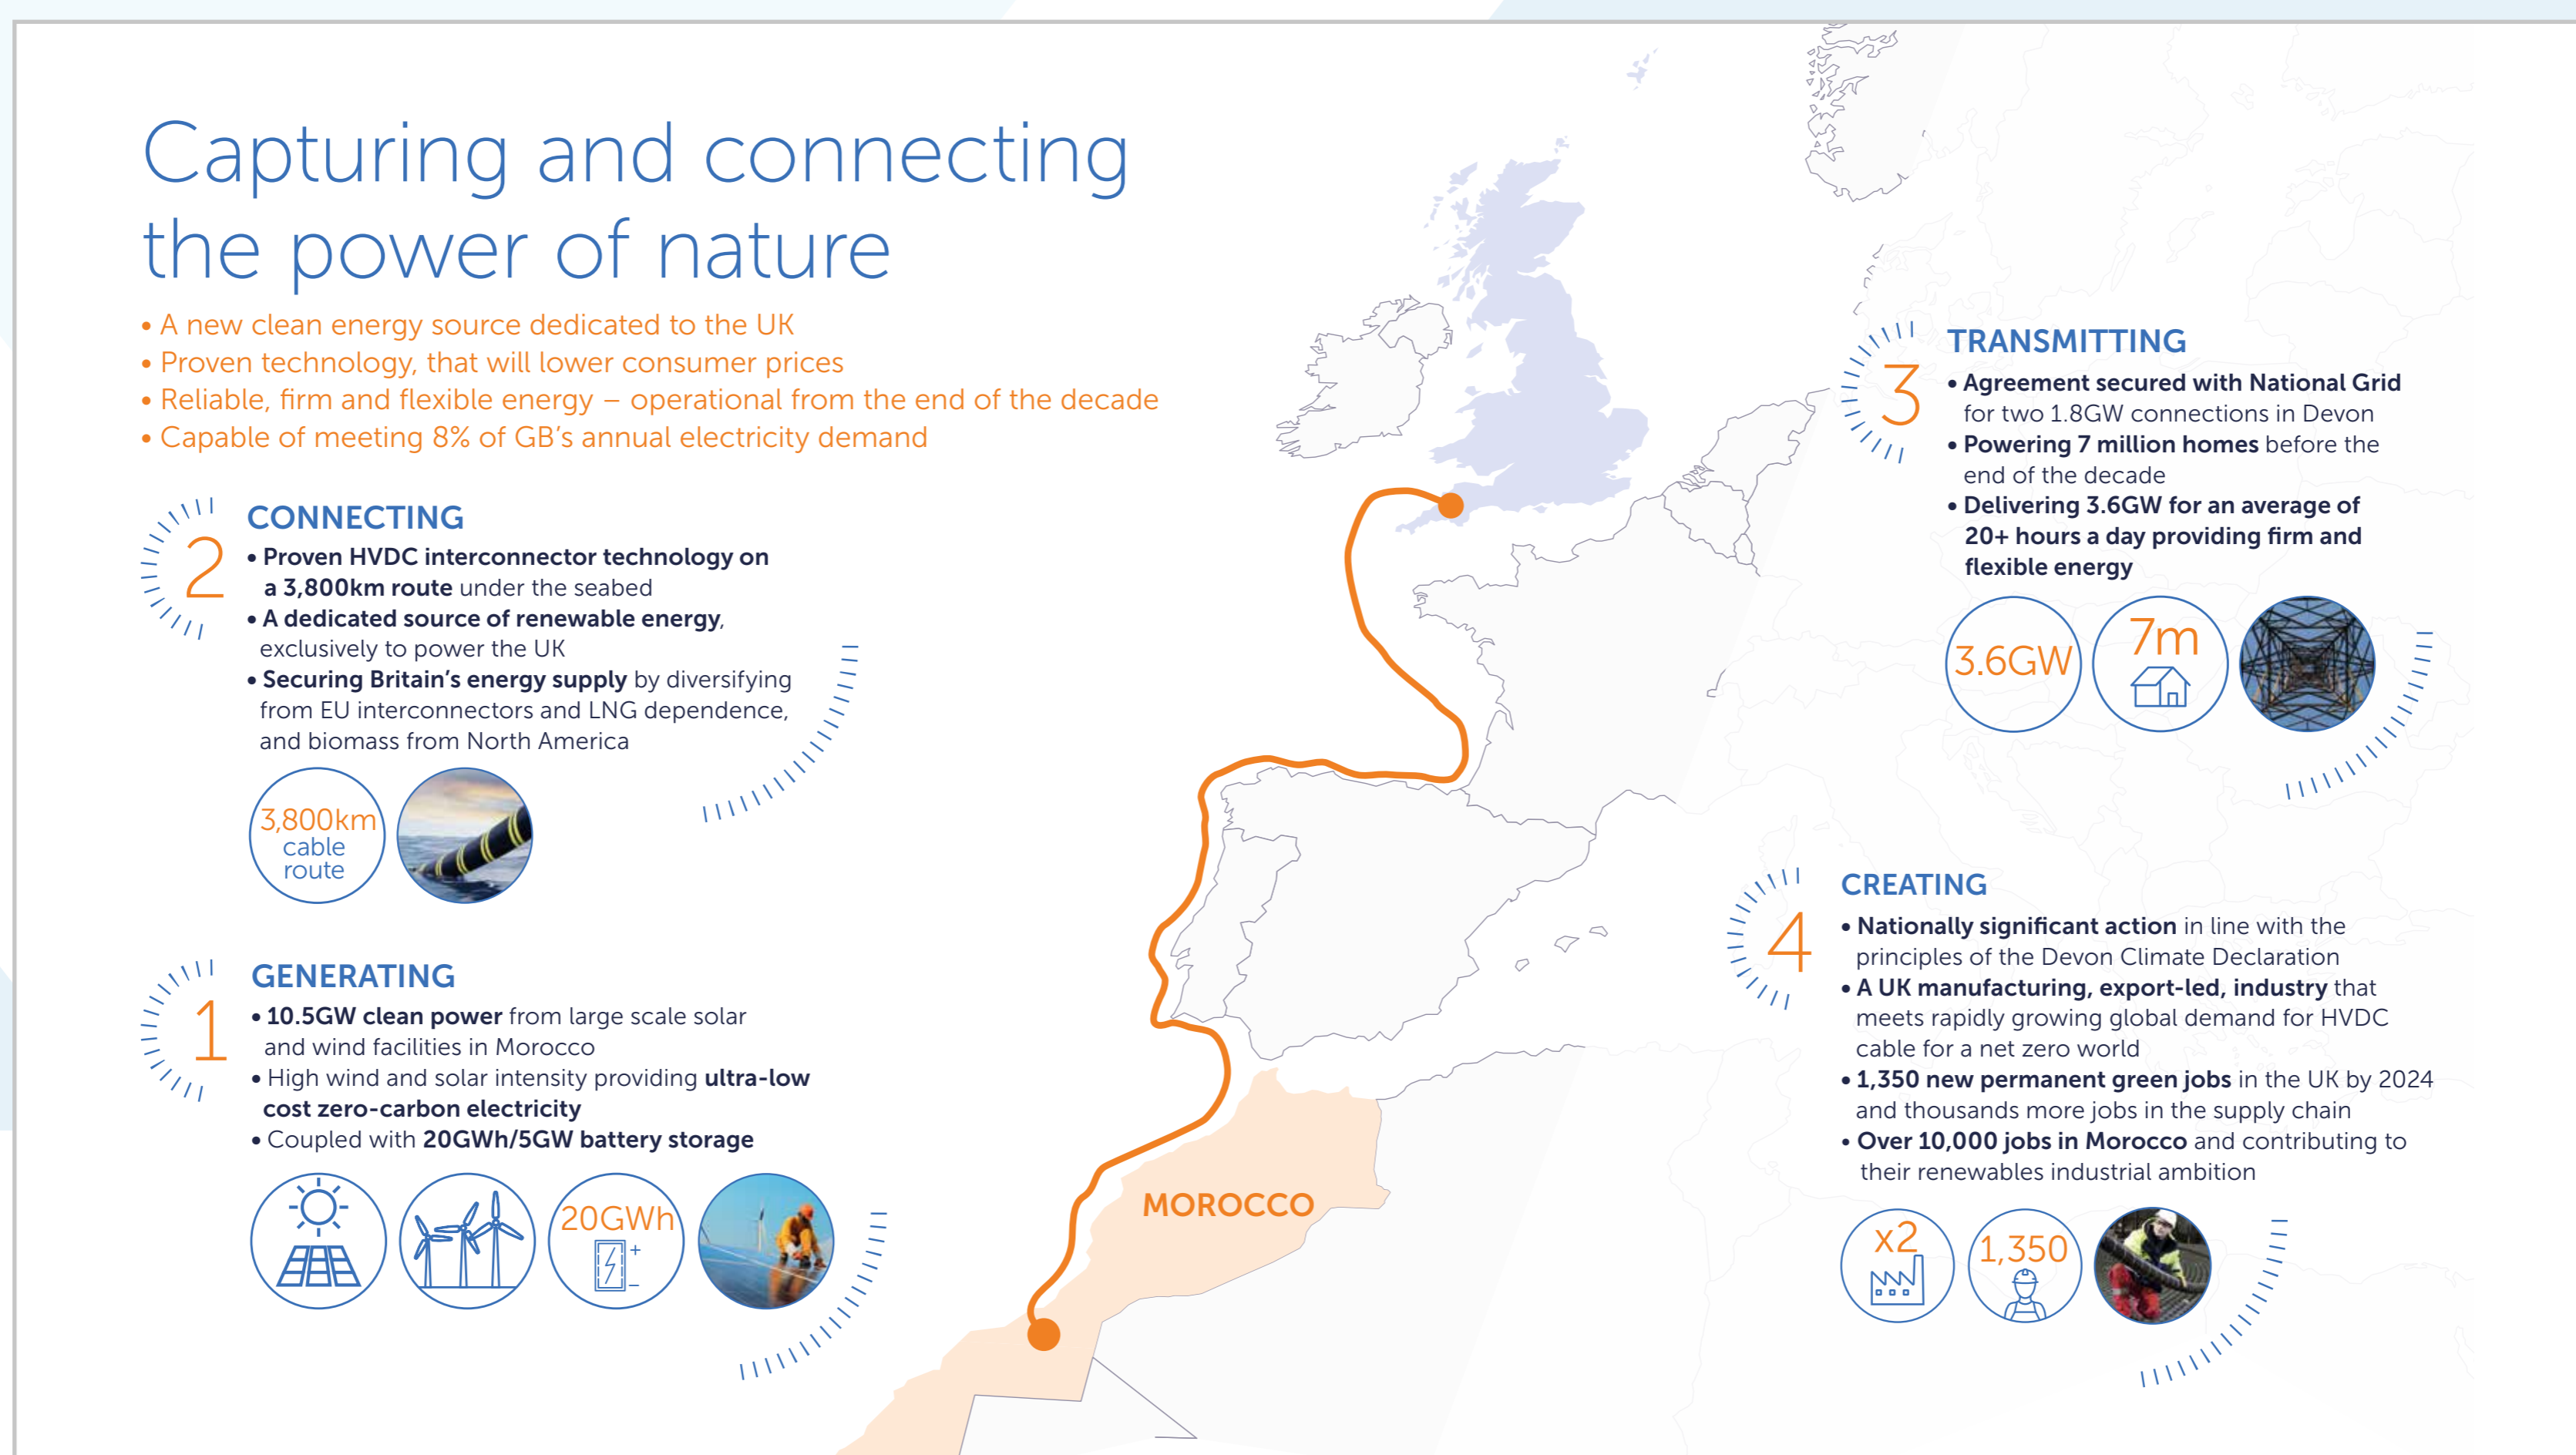 Capturing and connecting
the power of nature
• A new clean energy source dedicated to the UK
• Proven technology, that will lower consumer prices
• Reliable, firm and flexible energy – operational from the end of the decade
• Capable of meeting 8% of GB's annual electricity demand
2
CONNECTING
• Proven HVDC interconnector technology on
a 3,800km route under the seabed
• A dedicated source of renewable energy,
exclusively to power the UK
• Securing Britain's energy supply by diversifying
from EU interconnectors and LNG dependence,
and biomass from North America
3,800km
cable
route
1
GENERATING
• 10.5GW clean power from large scale solar
and wind facilities in Morocco
• High wind and solar intensity providing ultra-low
cost zero-carbon electricity
• Coupled with 20GWh/5GW battery storage
20GWh
+
−
MOROCCO
3
TRANSMITTING
• Agreement secured with National Grid
for two 1.8GW connections in Devon
• Powering 7 million homes before the
end of the decade
• Delivering 3.6GW for an average of
20+ hours a day providing firm and
flexible energy
3.6GW
7m
4
CREATING
• Nationally significant action in line with the
principles of the Devon Climate Declaration
• A UK manufacturing, export-led, industry that
meets rapidly growing global demand for HVDC
cable for a net zero world
• 1,350 new permanent green jobs in the UK by 2024
and thousands more jobs in the supply chain
• Over 10,000 jobs in Morocco and contributing to
their renewables industrial ambition
x2
1,350